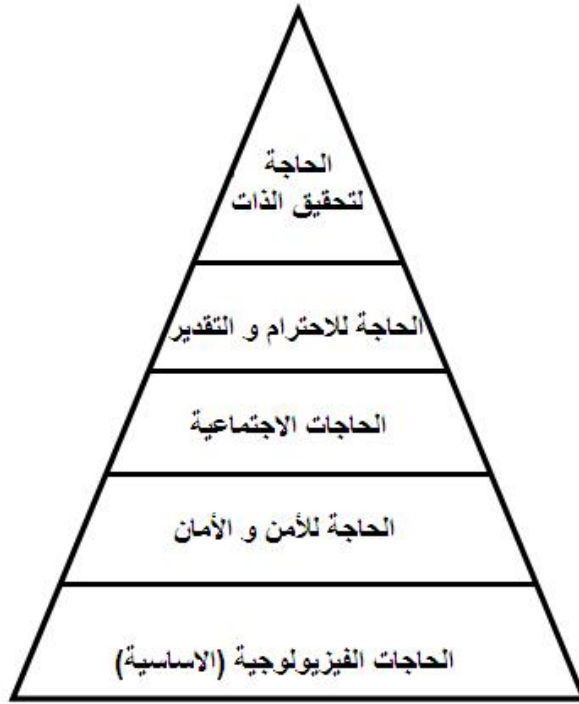 الحاجة
لتحقيق الذات
الحاجة للاحترام و التقدير
الحاجات الاجتماعية
الحاجة للأمن و الأمان
الحاجات الفيزيولوجية (الاساسية)